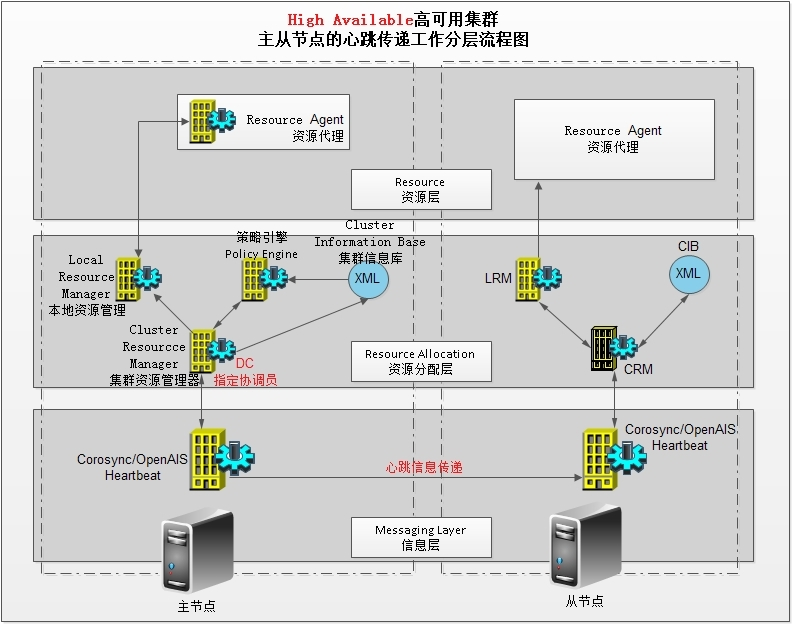 High Available高可用集群
主从节点的心跳传递工作分层流程图
Resource Agent
资源代理
Resource Agent
资源代理
Resource
资源层
Local
Resource
Manager
本地资源管理
策略引擎
Policy Engine
Cluster
Information Base
集群信息库
XML
LRM
CIB
XML
Cluster
Resourcce
Manager
集群资源管理器
DC
指定协调员
Resource Allocation
资源分配层
CRM
Corosync/OpenAIS
Heartbeat
心跳信息传递
Corosync/OpenAIS
Heartbeat
Messaging Layer
信息层
主节点
从节点